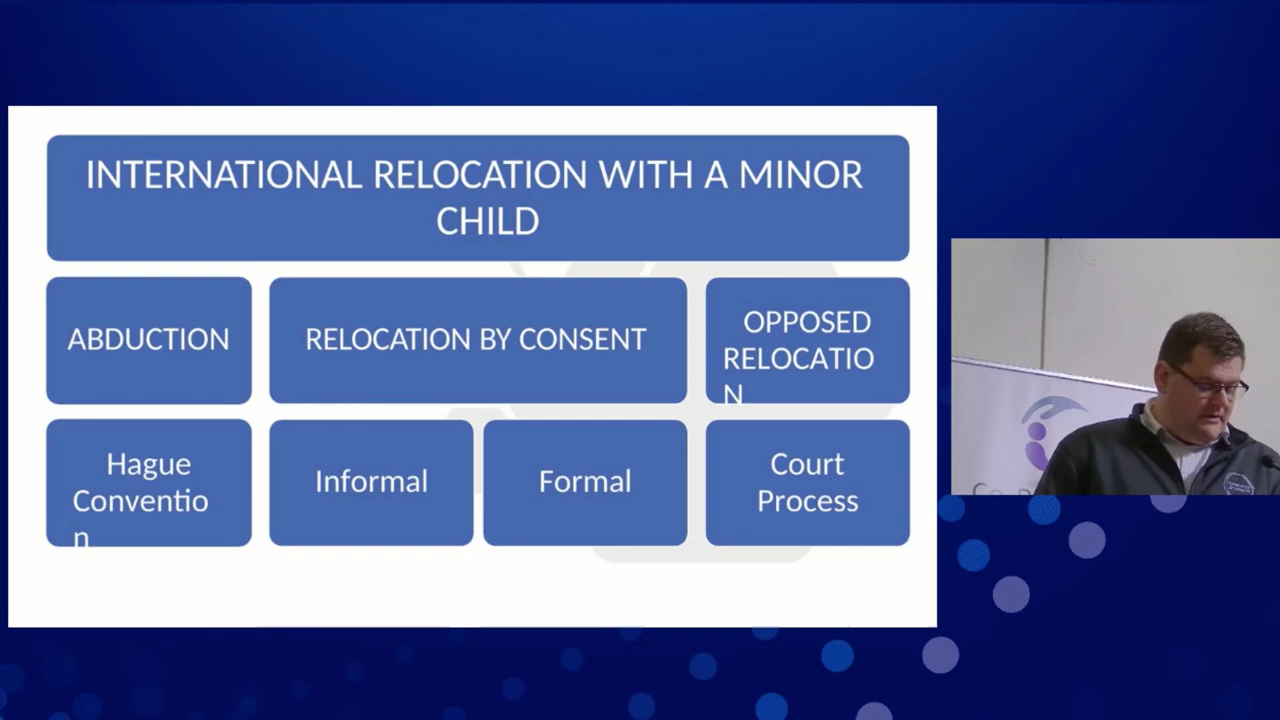 INTERNATIONAL RELOCATION WITH A MINOR
CHILD
ABDUCTION
RELOCATION BY CONSENT
OPPOSED
RELOCATIO
N
Hague
Conventio
n
Informal
Formal
Court
Process